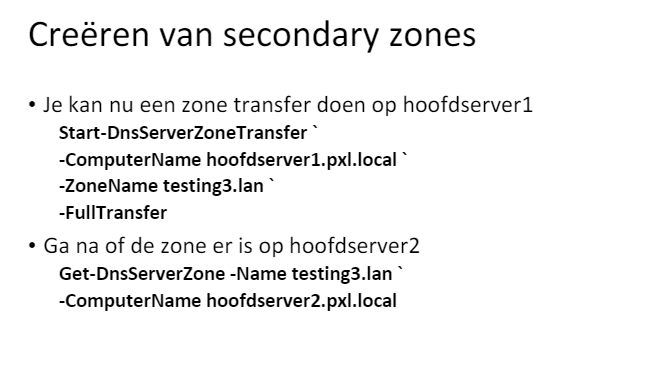 Creëren van secondary zones
• Je kan nu een zone transfer doen op hoofdserver1
Start-DnsServerZoneTransfer `
-ComputerName hoofdserver1.pxl.local `
-ZoneName testing3.lan `
-FullTransfer
• Ga na of de zone er is op hoofdserver2
Get-DnsServerZone -Name testing3.lan `
-ComputerName hoofdserver2.pxl.local